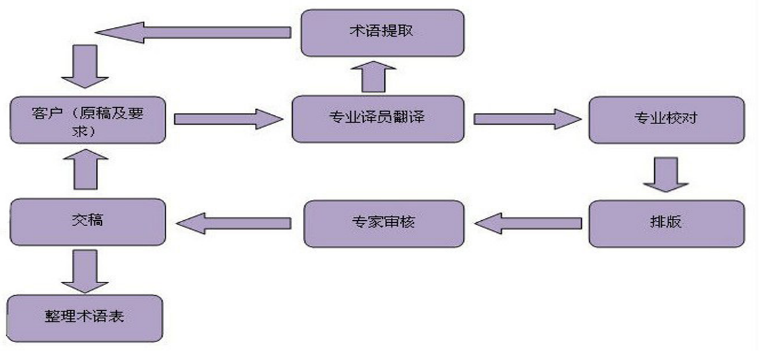 术语提取
客户（原稿及要
求）
专业译员翻译
专业校对
交稿
专家审核
排版
整理术语表